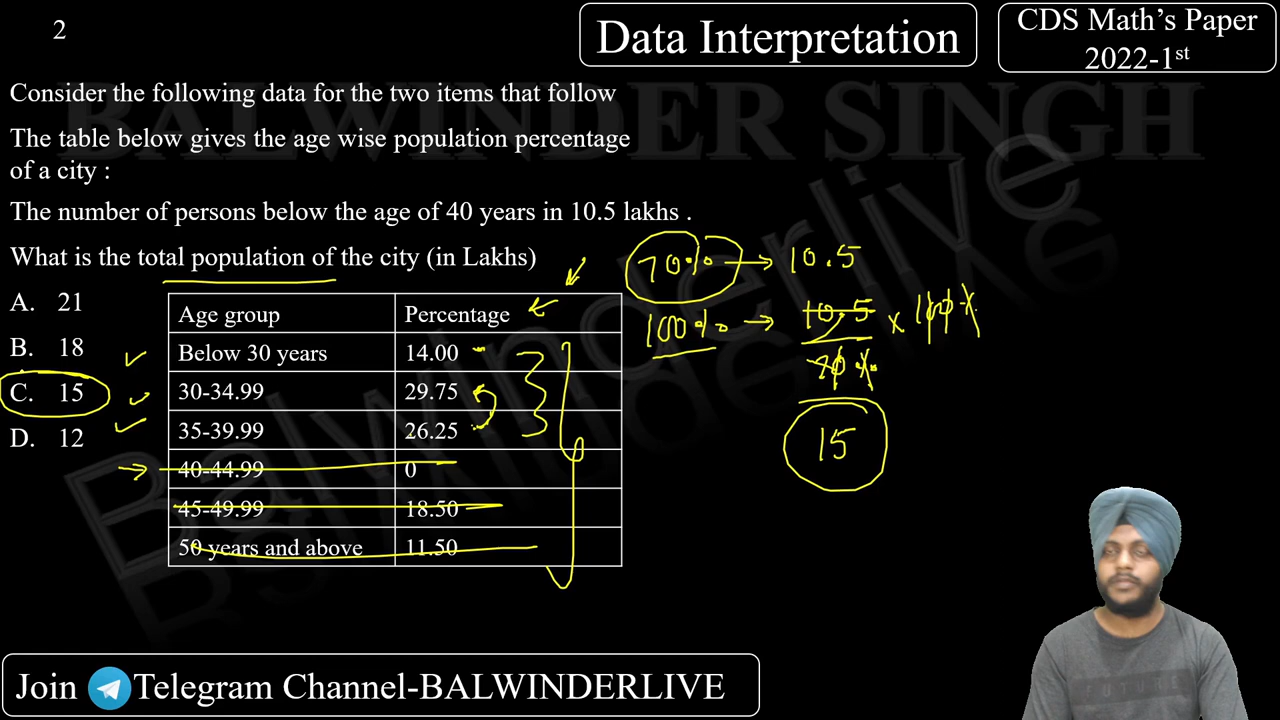 2
Data Interpretation
CDS Math’s Paper
2022-1st
Consider the following data for the two items that follow
The table below gives the age wise population percentage
of a city :
The number of persons below the age of 40 years in 10.5 lakhs .
What is the total population of the city (in Lakhs)
A. 21
B. 18
C. 15
D. 12
Age group Percentage
Below 30 years 14.00
30-34.99 29.75
35-39.99 26.25
40-44.99 0
45-49.99 18.50
50 years and above 11.50
70% → 10.5
100% → 10.5 x 100%
70%
15
BALWINDER SINGH
Balwinderlive
FUTURE
Join Telegram Channel-BALWINDERLIVE